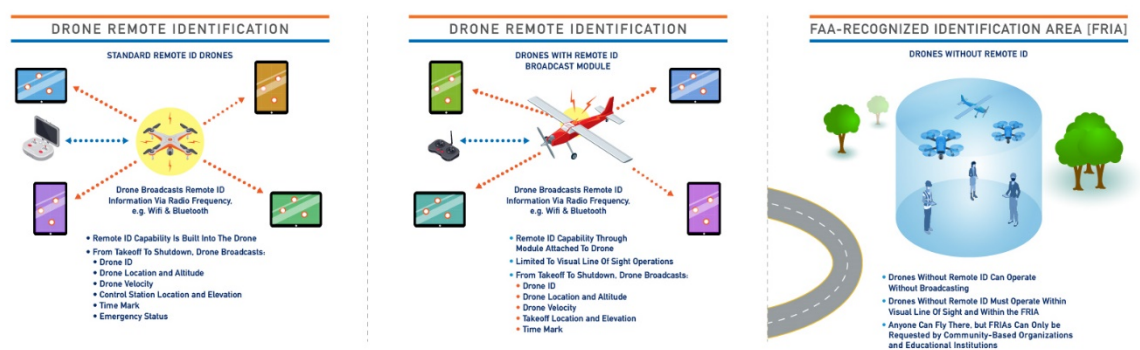 DRONE REMOTE IDENTIFICATION
STANDARD REMOTE ID DRONES
Drone Broadcasts Remote ID
Information Via Radio Frequency,
e.g. Wifi & Bluetooth
• Remote ID Capability Is Built Into The Drone
• From Takeoff To Shutdown, Drone Broadcasts:
• Drone ID
• Drone Location and Altitude
• Drone Velocity
• Control Station Location and Elevation
• Time Mark
• Emergency Status
DRONE REMOTE IDENTIFICATION
DRONES WITH REMOTE ID
BROADCAST MODULE
Drone Broadcasts Remote ID
Information Via Radio Frequency,
e.g. Wifi & Bluetooth
• Remote ID Capability Through
Module Attached To Drone
• Limited To Visual Line Of Sight Operations
• From Takeoff To Shutdown, Drone Broadcasts:
• Drone ID
• Drone Location and Altitude
• Drone Velocity
• Takeoff Location and Elevation
• Time Mark
FAA-RECOGNIZED IDENTIFICATION AREA [FRIA]
DRONES WITHOUT REMOTE ID
• Drones Without Remote ID Can Operate
Without Broadcasting
• Drones Without Remote ID Must Operate Within
Visual Line Of Sight and Within the FRIA
• Anyone Can Fly There, but FRIAs Can Only be
Requested by Community-Based Organizations
and Educational Institutions